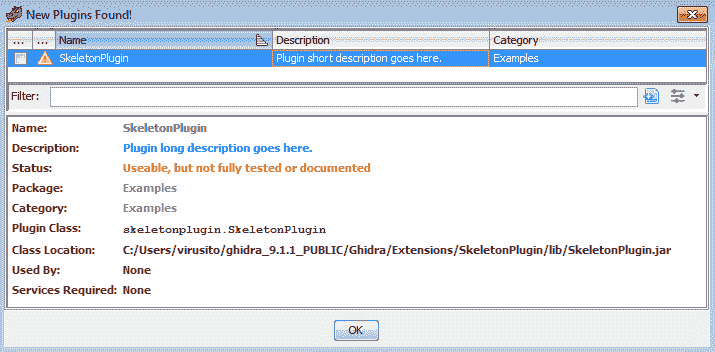 New Plugins Found!
... ... Name Description Category
SkeletonPlugin Plugin short description goes here. Examples
Filter:
Name: SkeletonPlugin
Description: Plugin long description goes here.
Status: Useable, but not fully tested or documented
Package: Examples
Category: Examples
Plugin Class: skeletonplugin.SkeletonPlugin
Class Location: C:/Users/virusito/ghidra_9.1.1_PUBLIC/Ghidra/Extensions/SkeletonPlugin/lib/SkeletonPlugin.jar
Used By: None
Services Required: None
OK